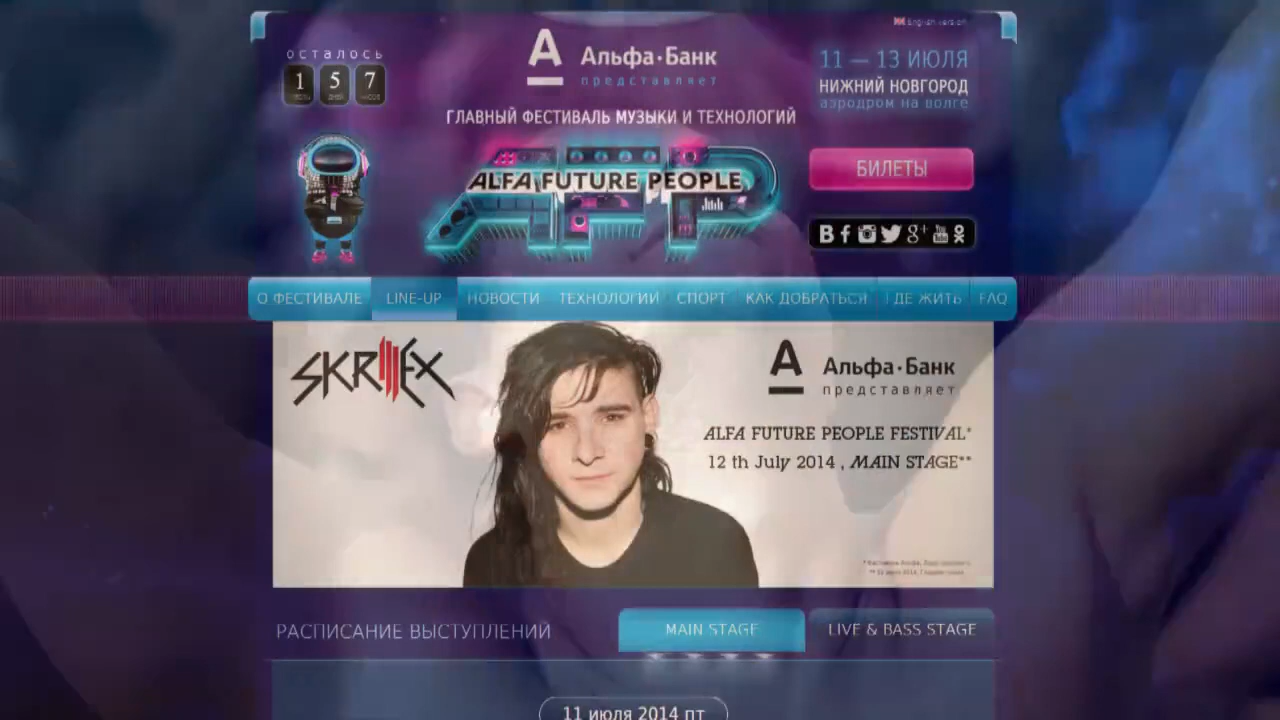 English version
осталось
1 5 7
А Альфа·Банк
представляет
11 — 13 ИЮЛЯ
НИЖНИЙ НОВГОРОД
аэродром на волге
ГЛАВНЫЙ ФЕСТИВАЛЬ МУЗЫКИ И ТЕХНОЛОГИЙ
ALFA FUTURE PEOPLE
AFP
БИЛЕТЫ
О ФЕСТИВАЛЕ LINE-UP НОВОСТИ ТЕХНОЛОГИИ СПОРТ КАК ДОБРАТЬСЯ ГДЕ ЖИТЬ FAQ
SKRILLEX
А Альфа·Банк
представляет
ALFA FUTURE PEOPLE FESTIVAL*
12 th July 2014 , MAIN STAGE**
РАСПИСАНИЕ ВЫСТУПЛЕНИЙ
MAIN STAGE
LIVE & BASS STAGE
11 июля 2014 пт